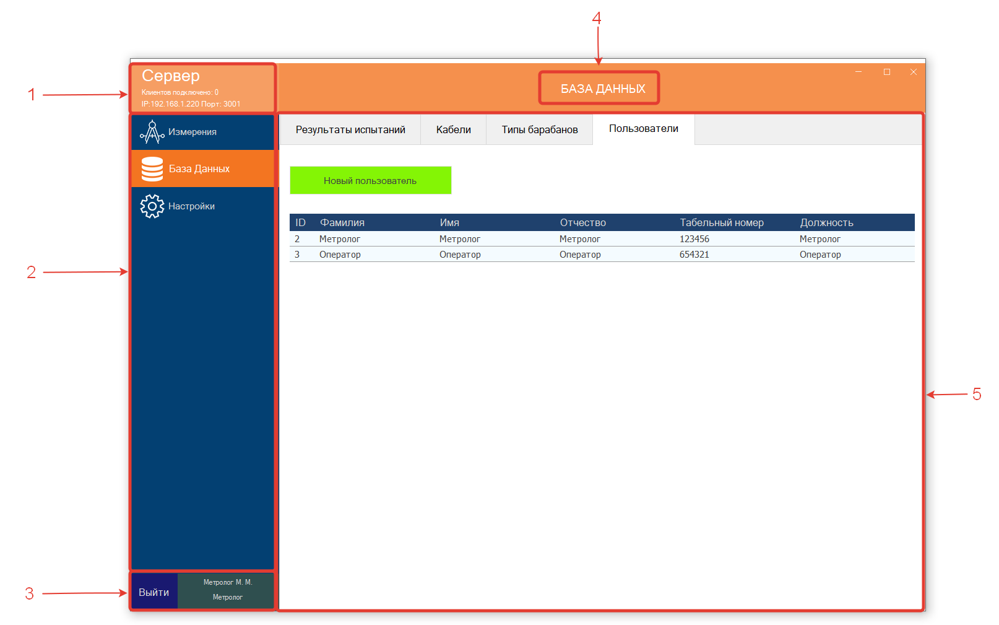 4
1
Сервер
Клиентов подключено: 0
IP:192.168.1.220 Порт: 3001
БАЗА ДАННЫХ
Измерения
База Данных
Настройки
Результаты испытаний Кабели Типы барабанов Пользователи
Новый пользователь
ID Фамилия Имя Отчество Табельный номер Должность
2 Метролог Метролог Метролог 123456 Метролог
3 Оператор Оператор Оператор 654321 Оператор
2
5
3
Выйти
Метролог М. М.
Метролог